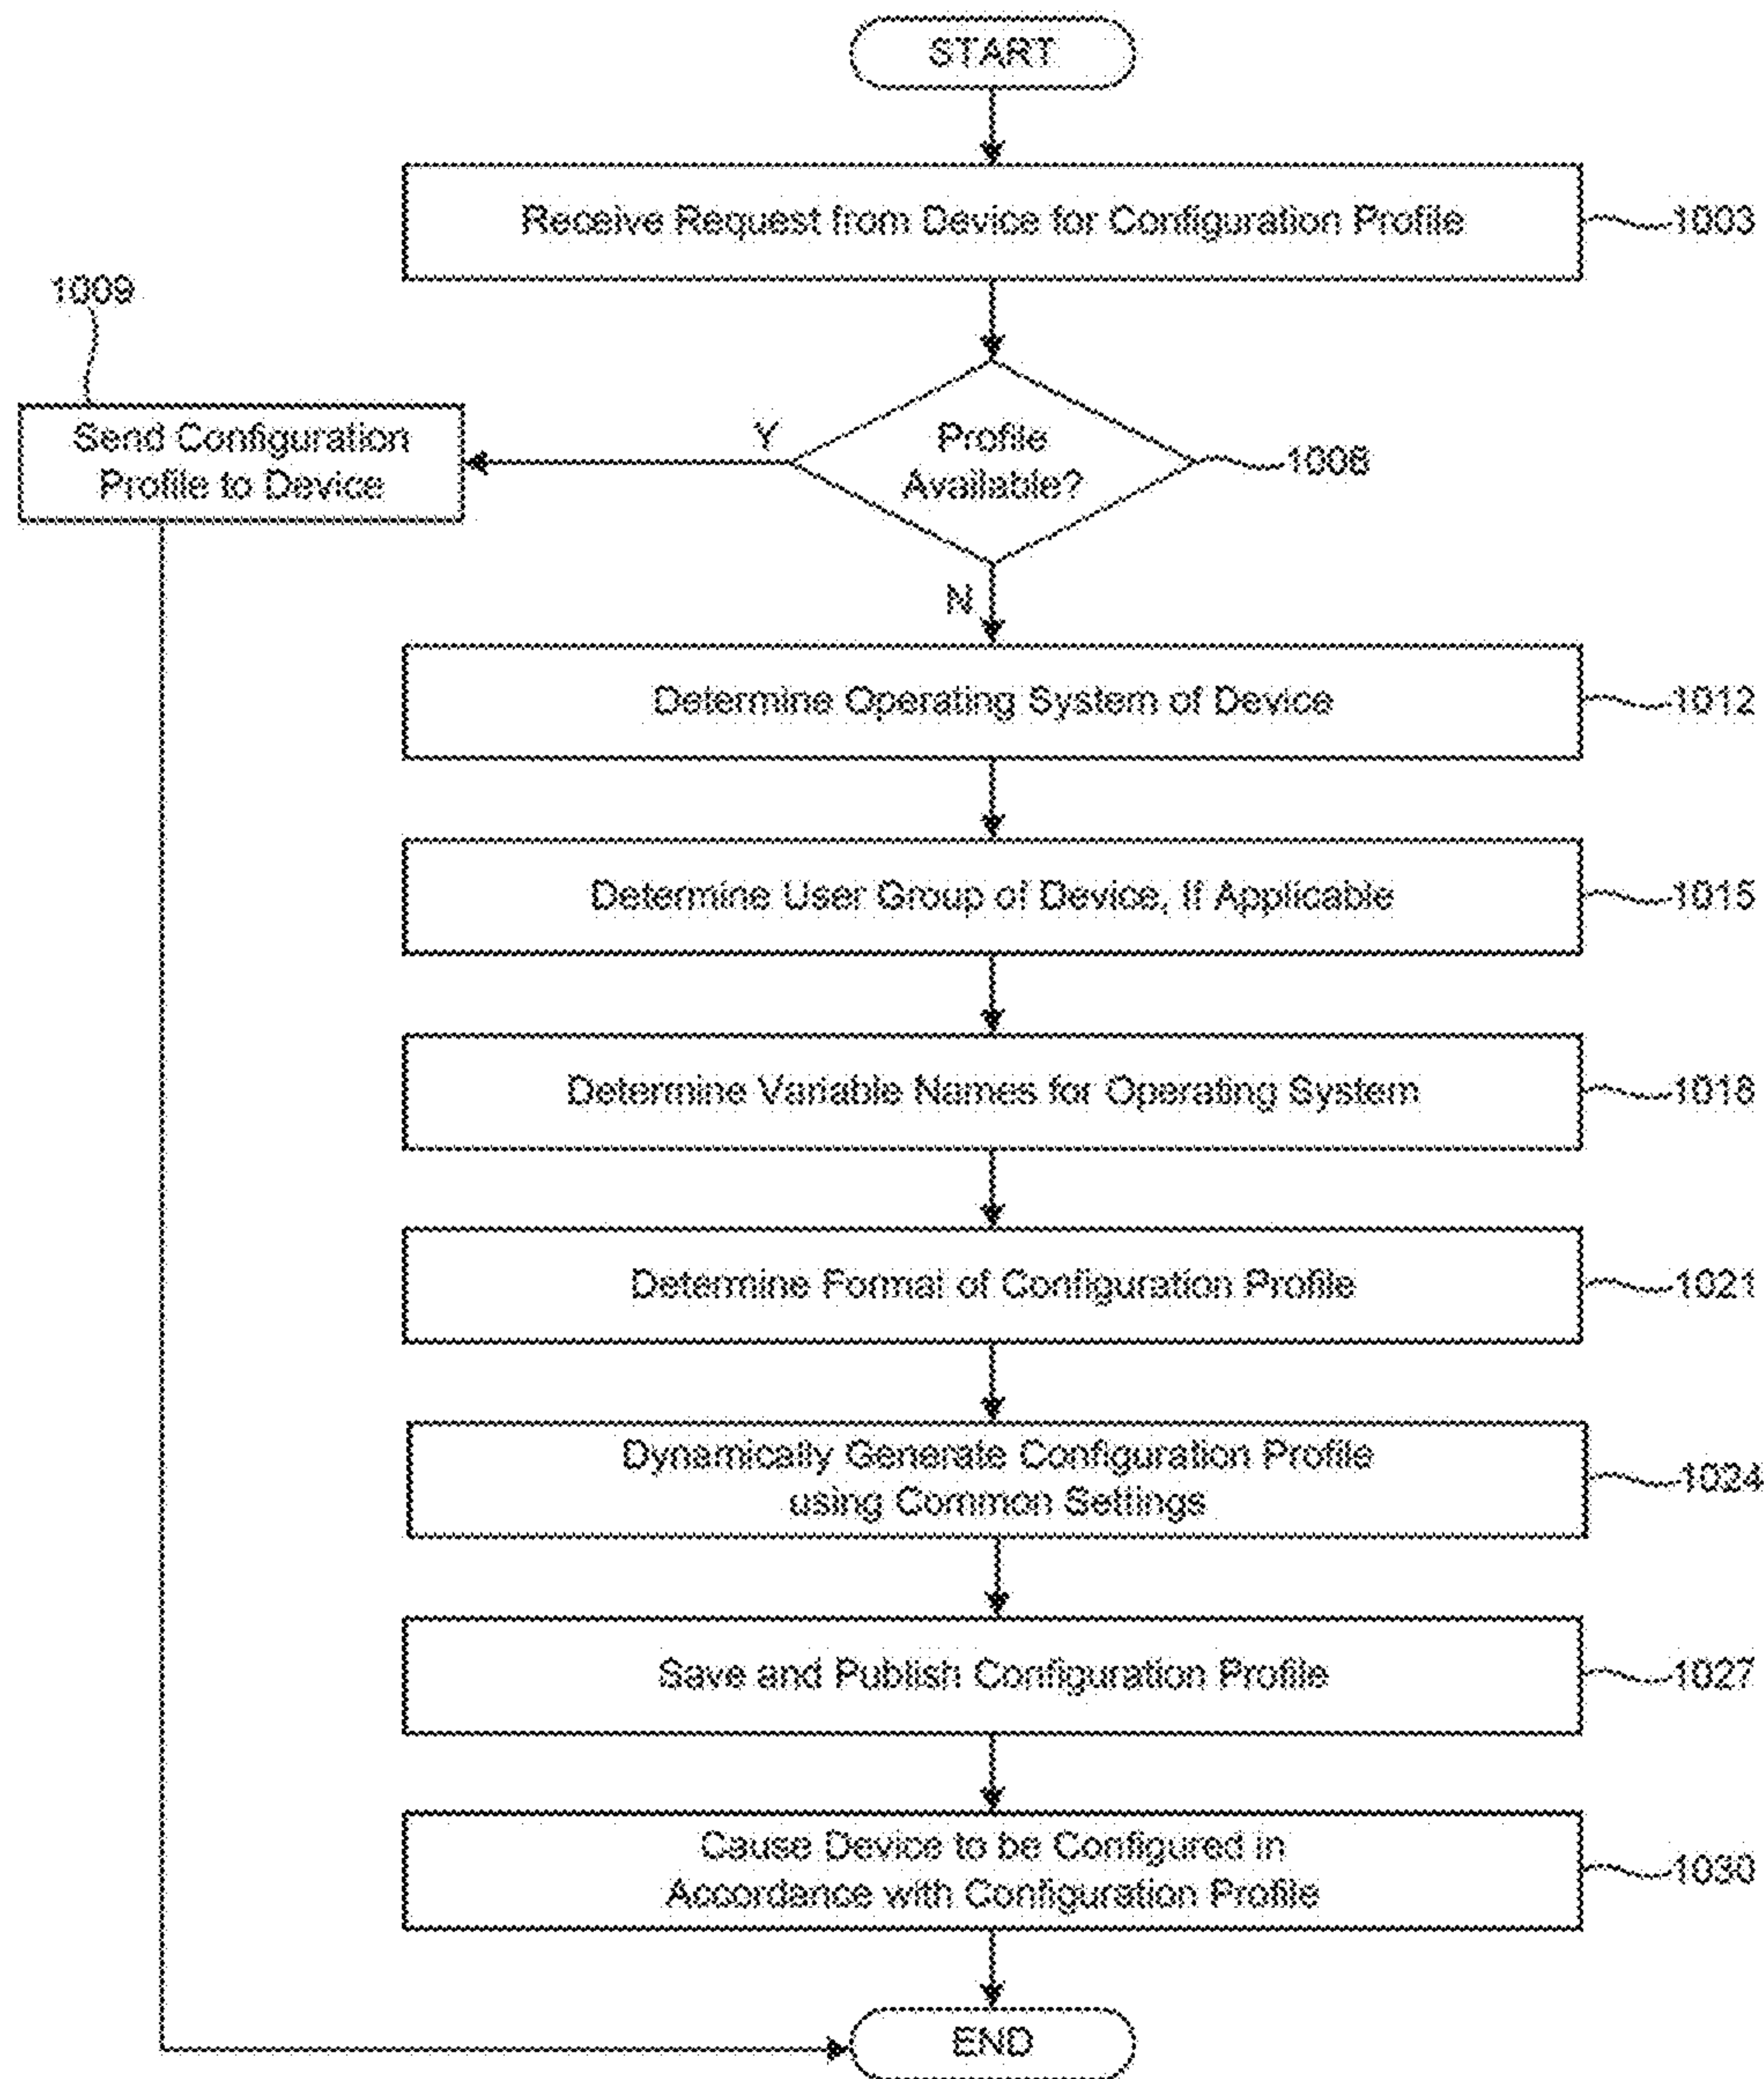 START
Receive Request from Device for Configuration Profile
1003
1009
Send Configuration
Profile to Device
Y
Profile
Available?
1006
N
Determine Operating System of Device
1012
Determine User Group of Device, If Applicable
1015
Determine Variable Names for Operating System
1018
Determine Format of Configuration Profile
1021
Dynamically Generate Configuration Profile
using Common Settings
1024
Save and Publish Configuration Profile
1027
Cause Device to be Configured in
Accordance with Configuration Profile
1030
END